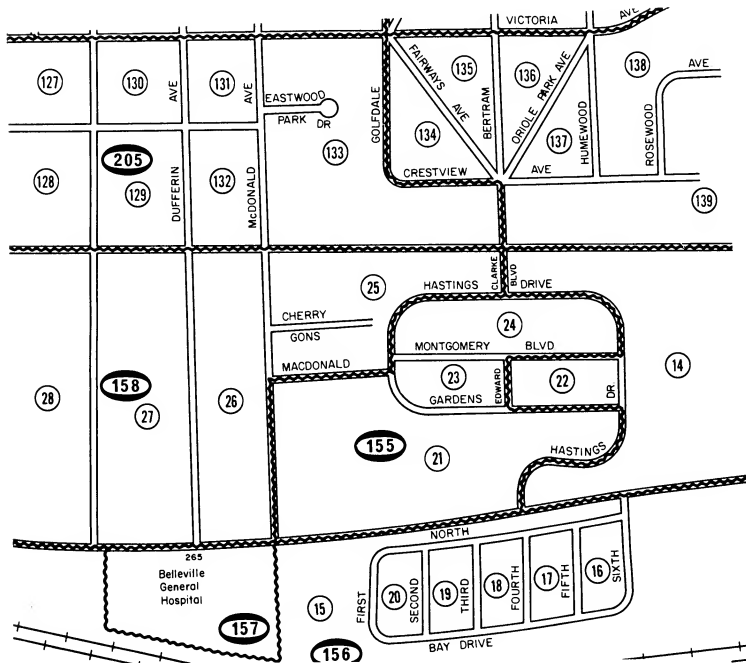 VICTORIA AVE
127
130
AVE
131
AVE
EASTWOOD
PARK DR
133
GOLFDALE
FAIRWAYS AVE
135
134
BERTRAM
136
ORIOLE PARK AVE
137
HUMEWOOD
138
AVE
ROSEWOOD
128
205
129
DUFFERIN
132
McDONALD
CRESTVIEW AVE
139
25
CLARKE BLVD
HASTINGS DRIVE
24
CHERRY
GONS
MONTGOMERY BLVD
MACDONALD
23
GARDENS
EDWARD
22
DR.
14
28
158
27
26
155
21
HASTINGS
265
Belleville
General
Hospital
NORTH
15
FIRST
20
SECOND
19
THIRD
18
FOURTH
17
FIFTH
16
SIXTH
BAY DRIVE
157
156